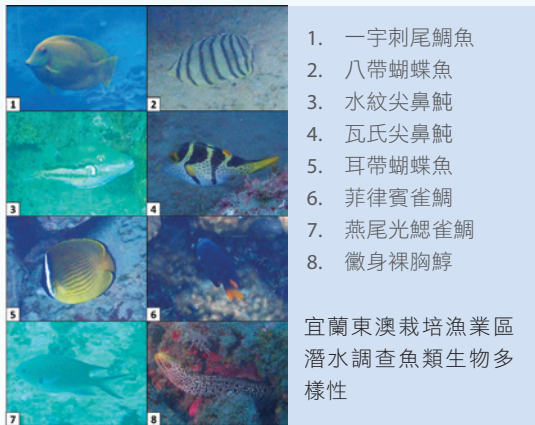 1
2
3
4
5
6
7
8
1. 一宇刺尾鯛魚
2. 八帶蝴蝶魚
3. 水紋尖鼻魨
4. 瓦氏尖鼻魨
5. 耳帶蝴蝶魚
6. 菲律賓雀鯛
7. 燕尾光鰓雀鯛
8. 黴身裸胸鯙
宜蘭東澳栽培漁業區
潛水調查魚類生物多
樣性